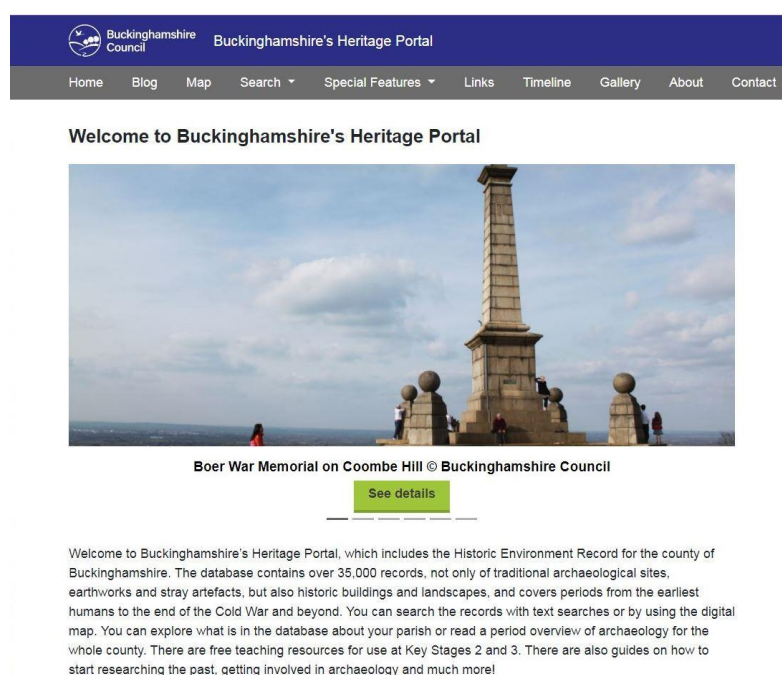 Buckinghamshire
Council
Buckinghamshire's Heritage Portal
Home Blog Map Search Special Features Links Timeline Gallery About Contact
Welcome to Buckinghamshire's Heritage Portal
Boer War Memorial on Coombe Hill © Buckinghamshire Council
See details
Welcome to Buckinghamshire's Heritage Portal, which includes the Historic Environment Record for the county of
Buckinghamshire. The database contains over 35,000 records, not only of traditional archaeological sites,
earthworks and stray artefacts, but also historic buildings and landscapes, and covers periods from the earliest
humans to the end of the Cold War and beyond. You can search the records with text searches or by using the digital
map. You can explore what is in the database about your parish or read a period overview of archaeology for the
whole county. There are free teaching resources for use at Key Stages 2 and 3. There are also guides on how to
start researching the past, getting involved in archaeology and much more!